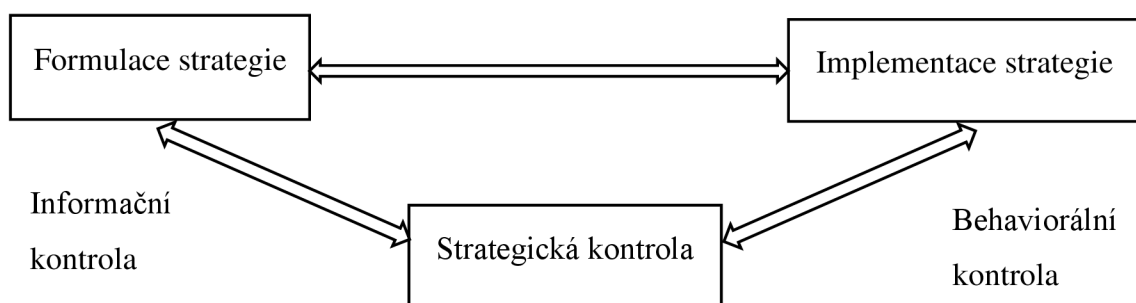 Formulace strategie
Implementace strategie
Informační
kontrola
Strategická kontrola
Behaviorální
kontrola